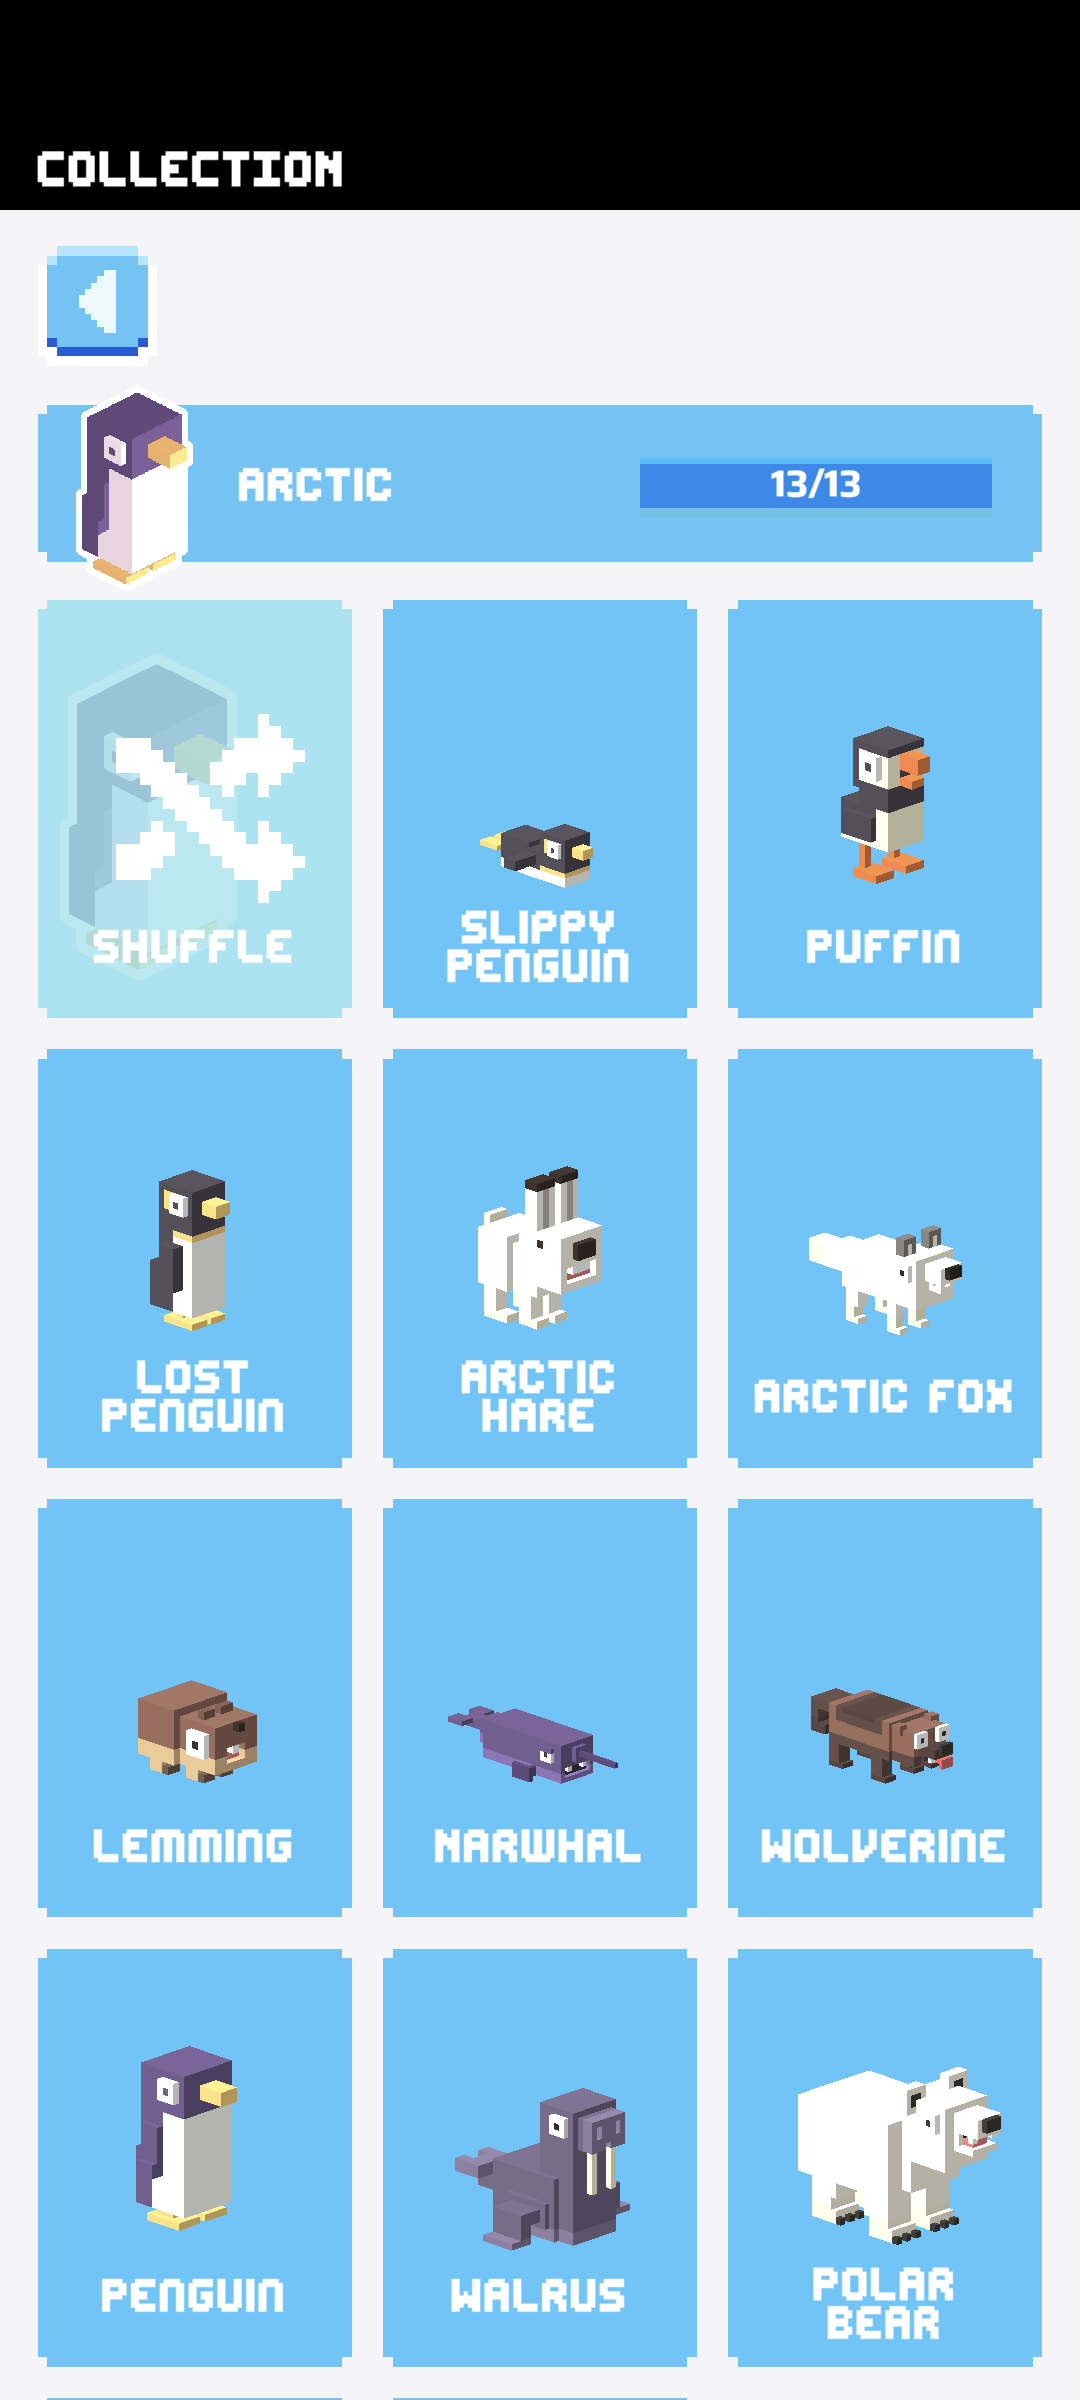 COLLECTION
ARCTIC
13/13
SHUFFLE
SLIPPY
PENGUIN
PUFFIN
LOST
PENGUIN
ARCTIC
HARE
ARCTIC FOX
LEMMING
NARWHAL
WOLVERINE
PENGUIN
WALRUS
POLAR
BEAR